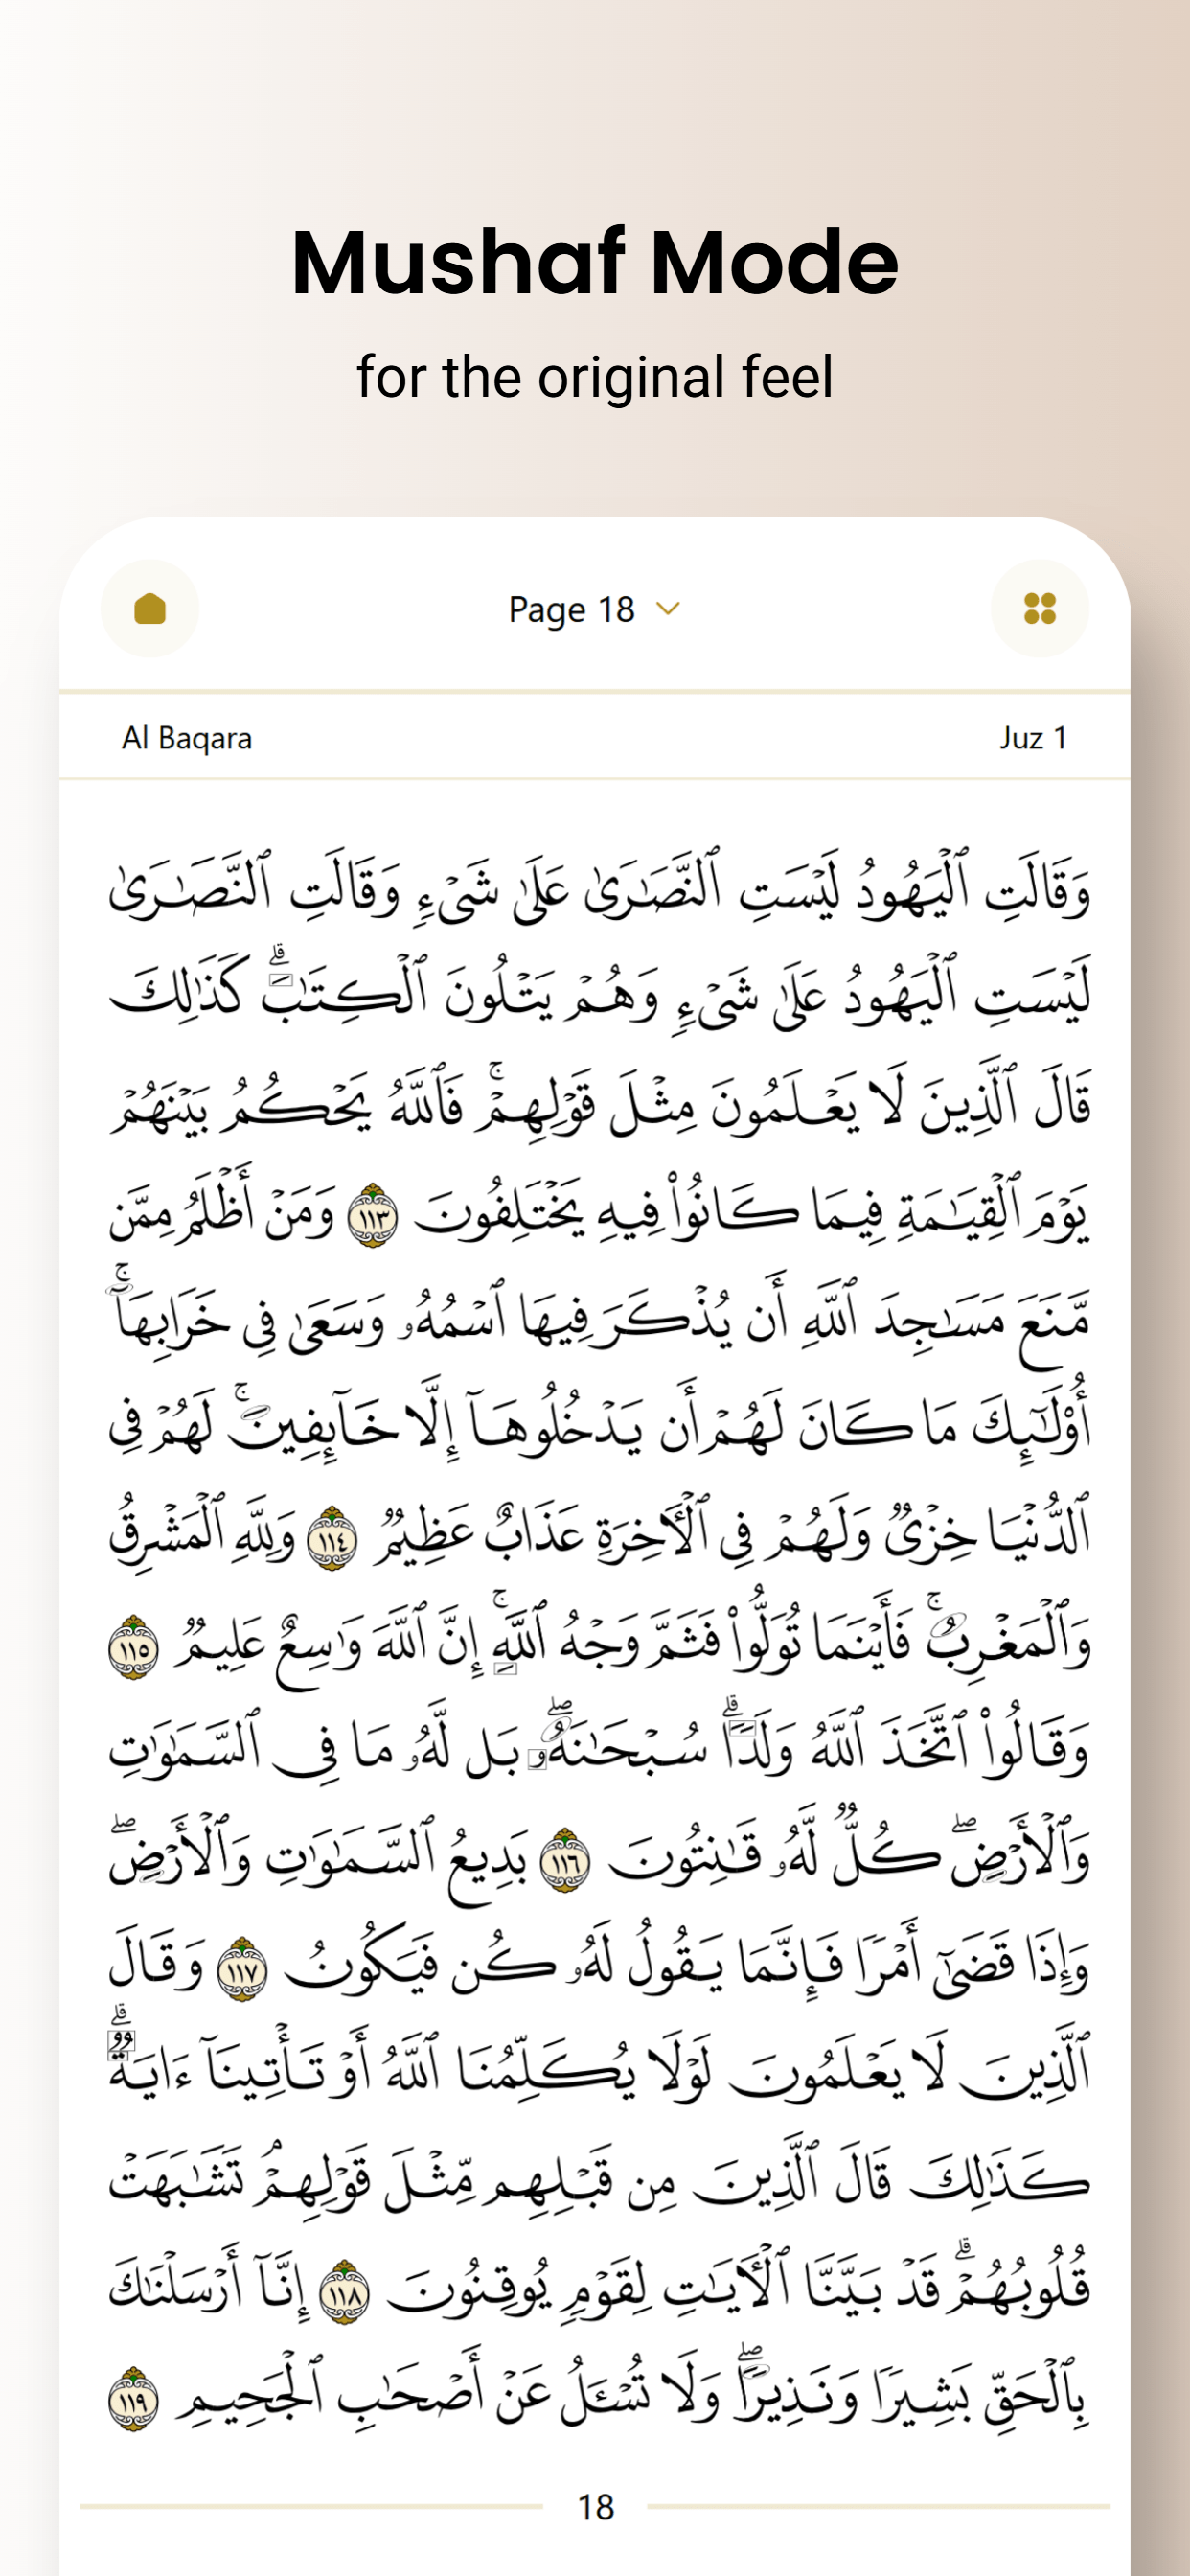 Mushaf Mode
for the original feel
Page 18
Al Baqara
Juz 1
وَقَالَتِ ٱلۡيَهُودُ لَيۡسَتِ ٱلنَّصَٰرَىٰ عَلَىٰ شَيۡءٖ وَقَالَتِ ٱلنَّصَٰرَىٰ
لَيۡسَتِ ٱلۡيَهُودُ عَلَىٰ شَيۡءٖ وَهُمۡ يَتۡلُونَ ٱلۡكِتَٰبَۗ كَذَٰلِكَ
قَالَ ٱلَّذِينَ لَا يَعۡلَمُونَ مِثۡلَ قَوۡلِهِمۡۚ فَٱللَّهُ يَحۡكُمُ بَيۡنَهُمۡ
يَوۡمَ ٱلۡقِيَٰمَةِ فِيمَا كَانُواْ فِيهِ يَخۡتَلِفُونَ ١١٣ وَمَنۡ أَظۡلَمُ مِمَّن
مَّنَعَ مَسَٰجِدَ ٱللَّهِ أَن يُذۡكَرَ فِيهَا ٱسۡمُهُۥ وَسَعَىٰ فِي خَرَابِهَآۚ
أُوْلَٰٓئِكَ مَا كَانَ لَهُمۡ أَن يَدۡخُلُوهَآ إِلَّا خَآئِفِينَۚ لَهُمۡ فِي
ٱلدُّنۡيَا خِزۡيٞ وَلَهُمۡ فِي ٱلۡأٓخِرَةِ عَذَابٌ عَظِيمٞ ١١٤ وَلِلَّهِ ٱلۡمَشۡرِقُ
وَٱلۡمَغۡرِبُۚ فَأَيۡنَمَا تُوَلُّواْ فَثَمَّ وَجۡهُ ٱللَّهِۚ إِنَّ ٱللَّهَ وَٰسِعٌ عَلِيمٞ ١١٥
وَقَالُواْ ٱتَّخَذَ ٱللَّهُ وَلَدٗاۗ سُبۡحَٰنَهُۥۖ بَل لَّهُۥ مَا فِي ٱلسَّمَٰوَٰتِ
وَٱلۡأَرۡضِۖ كُلّٞ لَّهُۥ قَٰنِتُونَ ١١٦ بَدِيعُ ٱلسَّمَٰوَٰتِ وَٱلۡأَرۡضِۖ
وَإِذَا قَضَىٰٓ أَمۡرٗا فَإِنَّمَا يَقُولُ لَهُۥ كُن فَيَكُونُ ١١٧ وَقَالَ
ٱلَّذِينَ لَا يَعۡلَمُونَ لَوۡلَا يُكَلِّمُنَا ٱللَّهُ أَوۡ تَأۡتِينَآ ءَايَةٞۗ
كَذَٰلِكَ قَالَ ٱلَّذِينَ مِن قَبۡلِهِم مِّثۡلَ قَوۡلِهِمۡۘ تَشَٰبَهَتۡ
قُلُوبُهُمۡۗ قَدۡ بَيَّنَّا ٱلۡأٓيَٰتِ لِقَوۡمٖ يُوقِنُونَ ١١٨ إِنَّآ أَرۡسَلۡنَٰكَ
بِٱلۡحَقِّ بَشِيرٗا وَنَذِيرٗاۖ وَلَا تُسۡـَٔلُ عَنۡ أَصۡحَٰبِ ٱلۡجَحِيمِ ١١٩
18